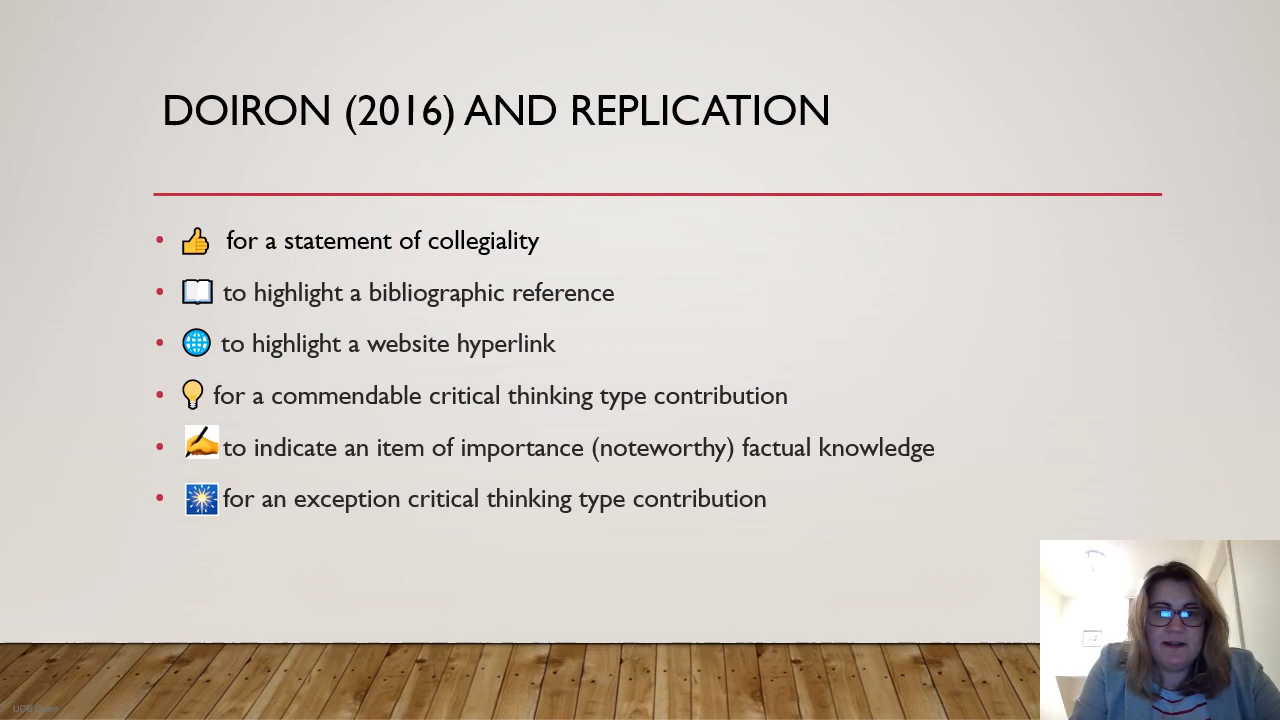 DOIRON (2016) AND REPLICATION
• 👍 for a statement of collegiality
• 📖 to highlight a bibliographic reference
• 🌐 to highlight a website hyperlink
• 💡 for a commendable critical thinking type contribution
• ✍ to indicate an item of importance (noteworthy) factual knowledge
• 🎆 for an exception critical thinking type contribution
UOB Open